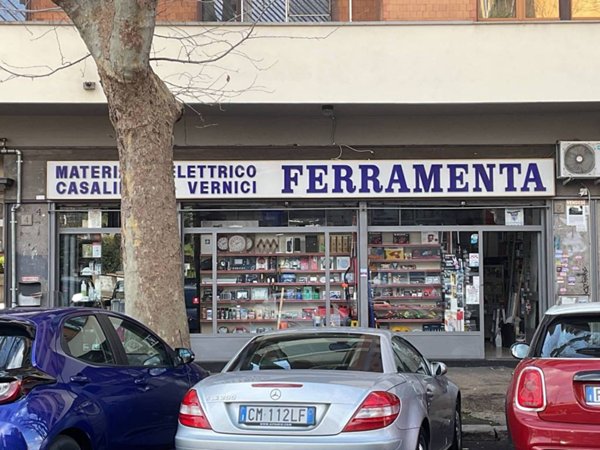 MATERI ELETTRICO
CASALI VERNICI
FERRAMENTA
CM 112LF